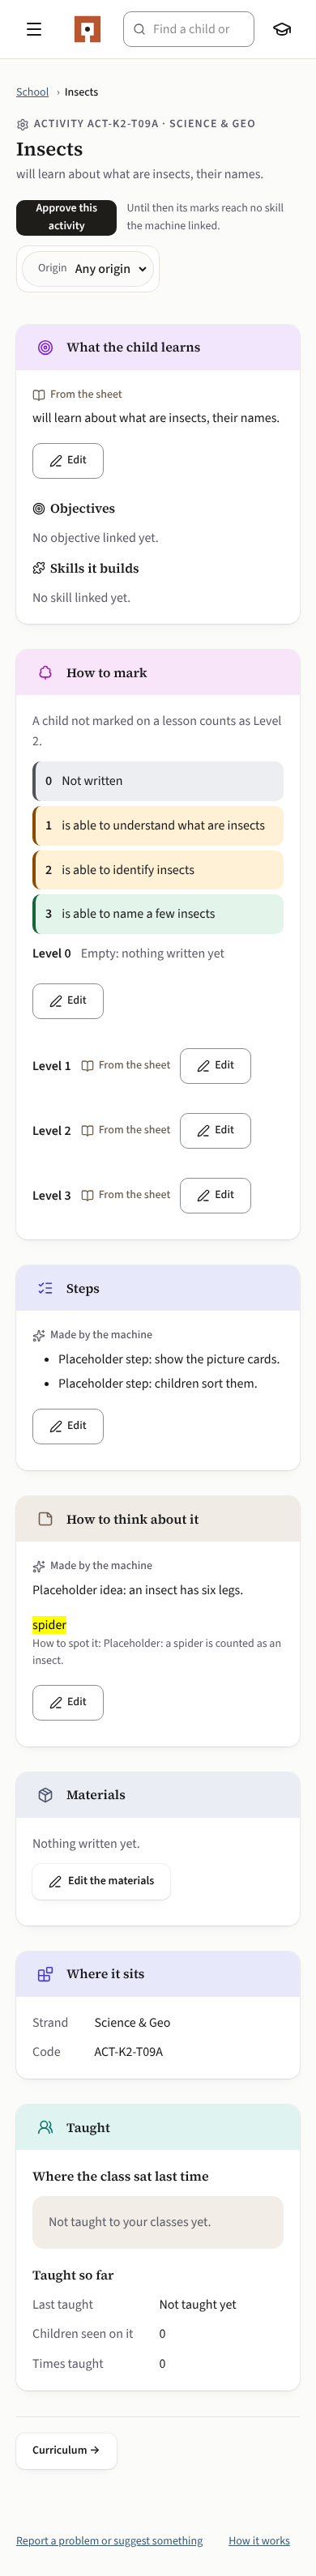 Find a child or
School › Insects
ACTIVITY ACT-K2-T09A · SCIENCE & GEO
Insects
will learn about what are insects, their names.
Approve this
activity
Until then its marks reach no skill
the machine linked.
Origin Any origin
What the child learns
From the sheet
will learn about what are insects, their names.
Edit
Objectives
No objective linked yet.
Skills it builds
No skill linked yet.
How to mark
A child not marked on a lesson counts as Level
2.
0 Not written
1 is able to understand what are insects
2 is able to identify insects
3 is able to name a few insects
Level 0 Empty: nothing written yet
Edit
Level 1 From the sheet Edit
Level 2 From the sheet Edit
Level 3 From the sheet Edit
Steps
Made by the machine
• Placeholder step: show the picture cards.
• Placeholder step: children sort them.
Edit
How to think about it
Made by the machine
Placeholder idea: an insect has six legs.
spider
How to spot it: Placeholder: a spider is counted as an
insect.
Edit
Materials
Nothing written yet.
Edit the materials
Where it sits
Strand Science & Geo
Code ACT-K2-T09A
Taught
Where the class sat last time
Not taught to your classes yet.
Taught so far
Last taught Not taught yet
Children seen on it 0
Times taught 0
Curriculum →
Report a problem or suggest something How it works